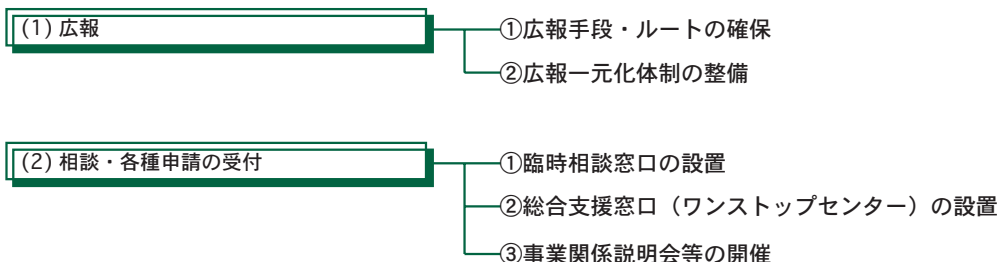 (1) 広報
①広報手段・ルートの確保
②広報一元化体制の整備
(2) 相談・各種申請の受付
①臨時相談窓口の設置
②総合支援窓口（ワンストップセンター）の設置
③事業関係説明会等の開催